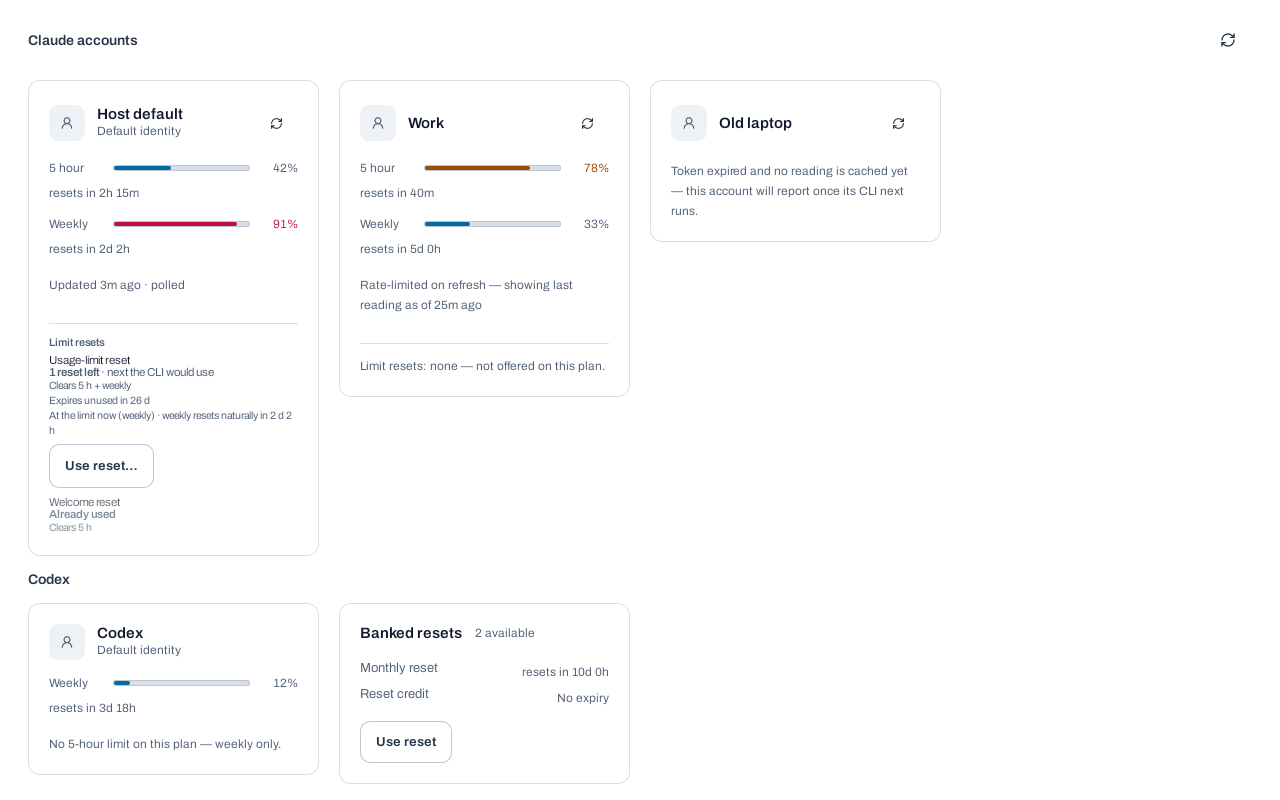 Claude accounts
Host default
Default identity
5 hour 42%
resets in 2h 15m
Weekly 91%
resets in 2d 2h
Updated 3m ago · polled
Limit resets
Usage-limit reset
1 reset left · next the CLI would use
Clears 5 h + weekly
Expires unused in 26 d
At the limit now (weekly) · weekly resets naturally in 2 d 2
h
Use reset...
Welcome reset
Already used
Clears 5 h
Work
5 hour 78%
resets in 40m
Weekly 33%
resets in 5d 0h
Rate-limited on refresh — showing last
reading as of 25m ago
Limit resets: none — not offered on this plan.
Old laptop
Token expired and no reading is cached yet
— this account will report once its CLI next
runs.
Codex
Codex
Default identity
Weekly 12%
resets in 3d 18h
No 5-hour limit on this plan — weekly only.
Banked resets 2 available
Monthly reset resets in 10d 0h
Reset credit No expiry
Use reset